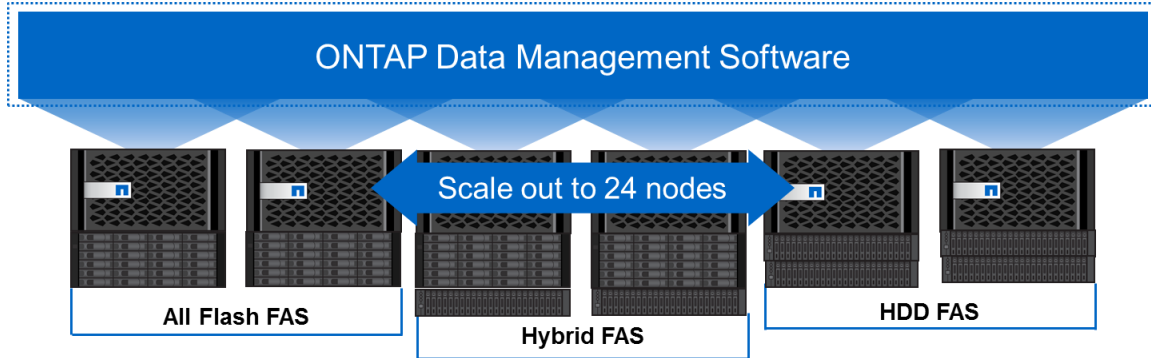 ONTAP Data Management Software
Scale out to 24 nodes
All Flash FAS
Hybrid FAS
HDD FAS